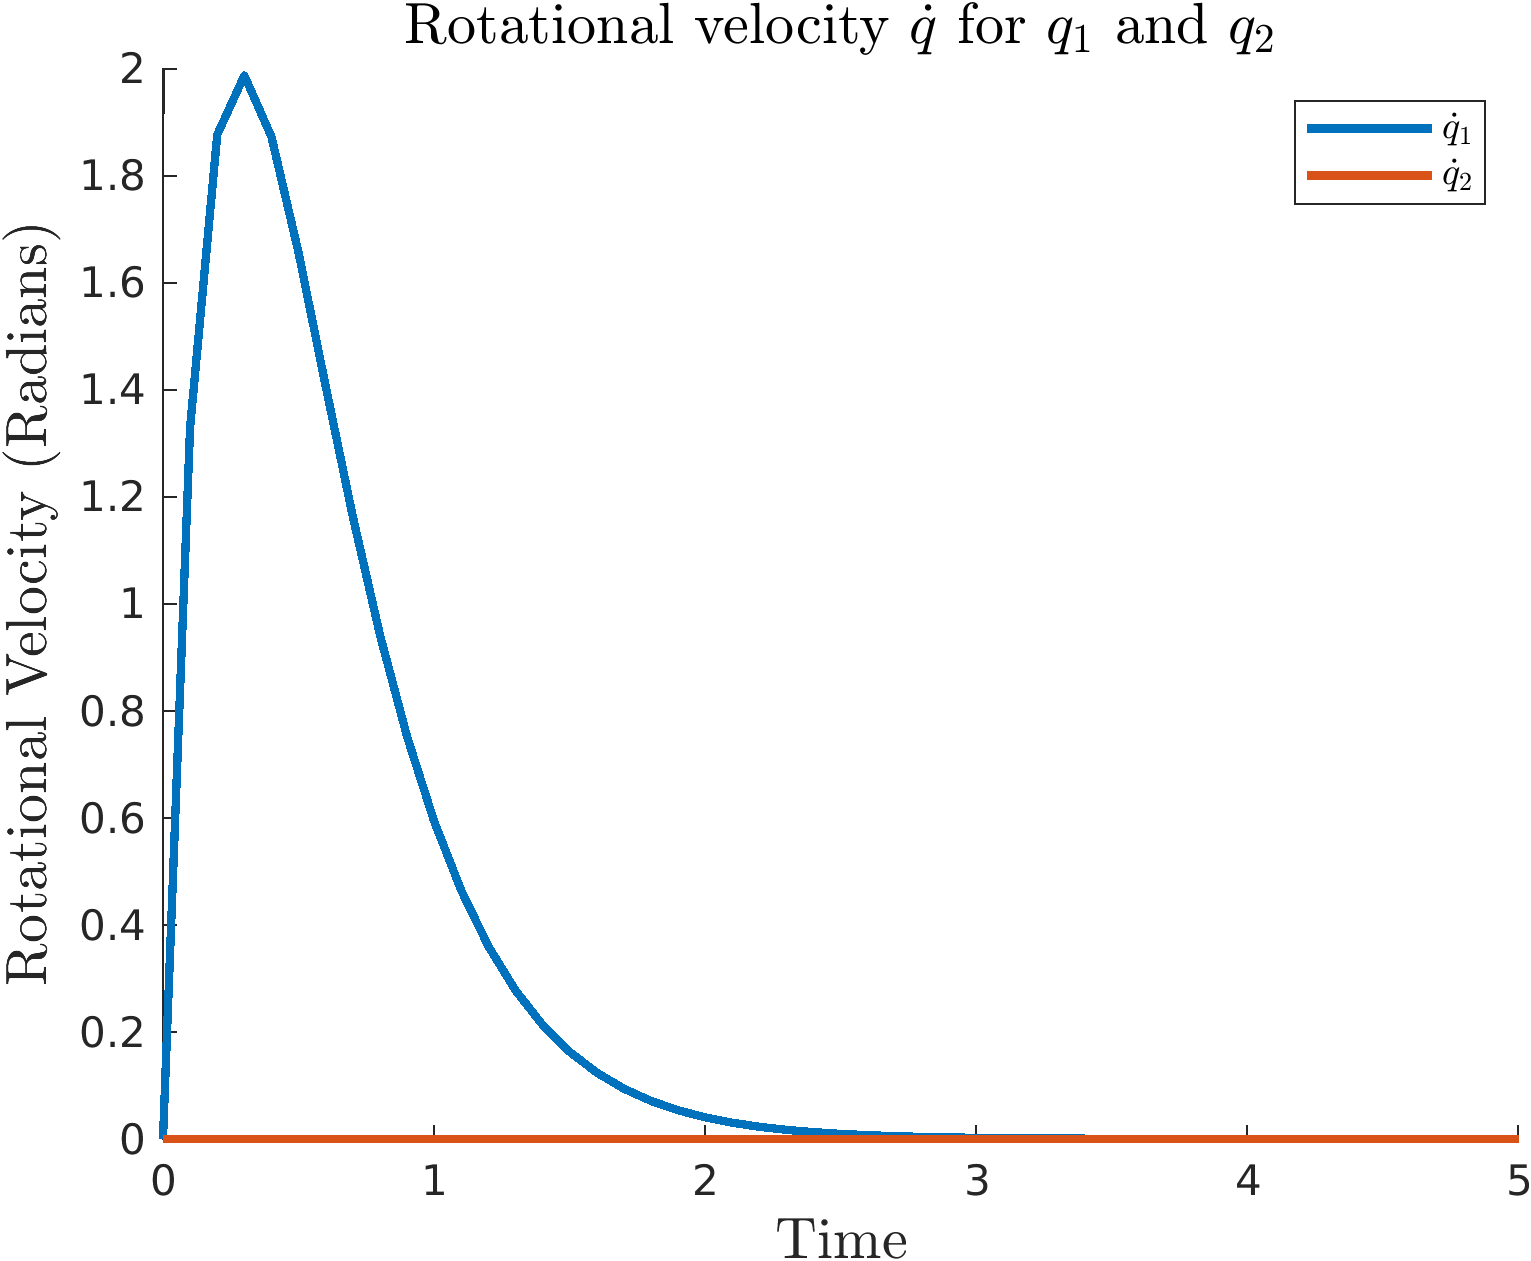 Rotational velocity q̇ for q₁ and q₂
2
1.8
1.6
1.4
1.2
1
0.8
0.6
0.4
0.2
0
Rotational Velocity (Radians)
q̇₁
q̇₂
0 1 2 3 4 5
Time